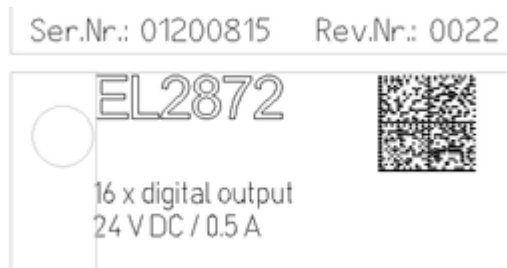 Ser.Nr.: 01200815 Rev.Nr.: 0022
EL2872
16 x digital output
24 V DC / 0.5 A